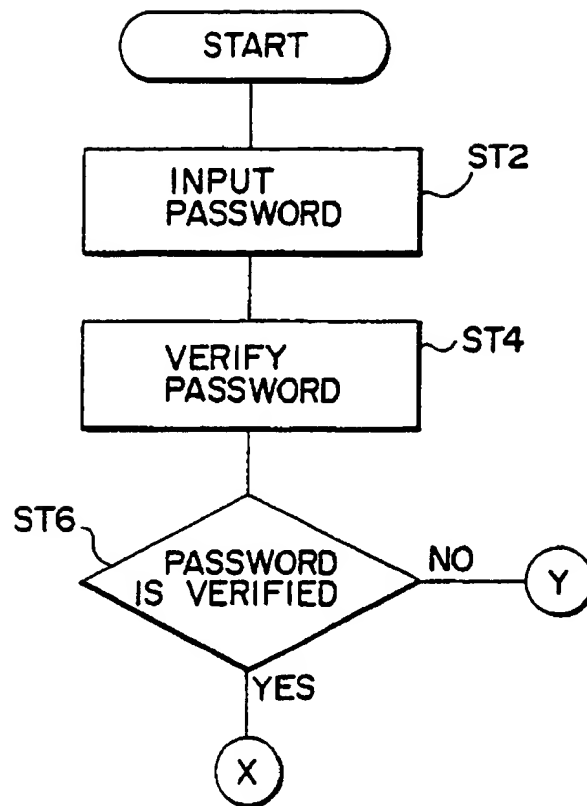 START
INPUT
PASSWORD
ST2
VERIFY
PASSWORD
ST4
ST6
PASSWORD
IS VERIFIED
NO
Y
YES
X